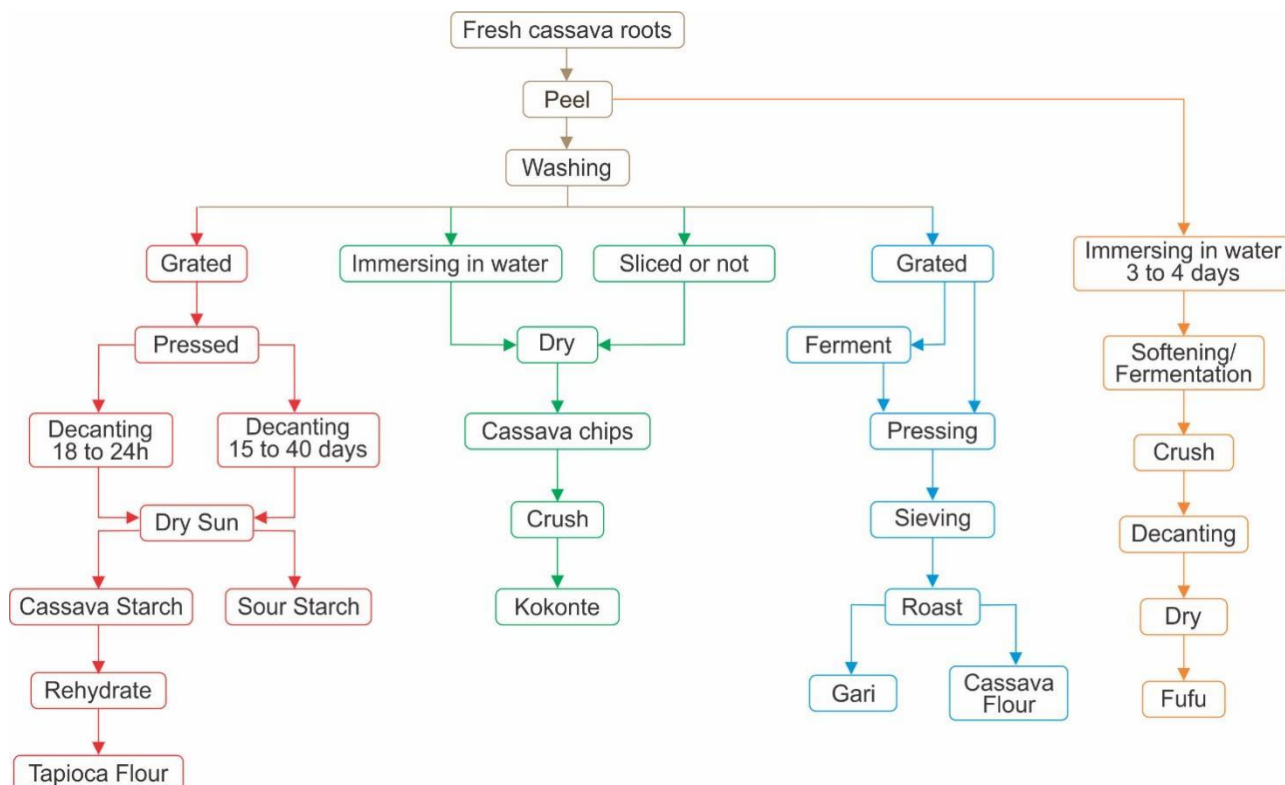 Fresh cassava roots
Peel
Washing
Grated
Immersing in water
Sliced or not
Grated
Immersing in water
3 to 4 days
Pressed
Dry
Ferment
Softening/
Fermentation
Decanting
18 to 24h
Decanting
15 to 40 days
Cassava chips
Pressing
Crush
Dry Sun
Crush
Sieving
Decanting
Cassava Starch
Sour Starch
Kokonte
Roast
Dry
Rehydrate
Gari
Cassava
Flour
Fufu
Tapioca Flour